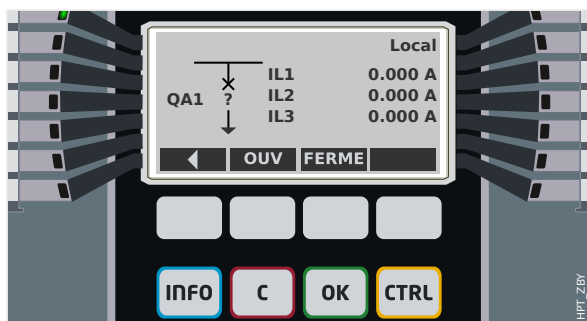 Local
IL1 0.000 A
QA1 ? IL2 0.000 A
IL3 0.000 A
OUV FERME
INFO C OK CTRL
HPT_ZBY